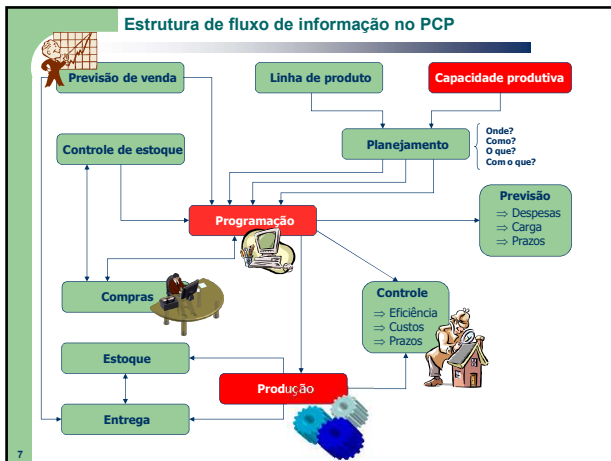 Estrutura de fluxo de informação no PCP
Previsão de venda
Linha de produto
Capacidade produtiva
Controle de estoque
Planejamento
Onde?
Como?
O que?
Com o que?
Programação
Previsão
⇒ Despesas
⇒ Carga
⇒ Prazos
Compras
Controle
⇒ Eficiência
⇒ Custos
⇒ Prazos
Estoque
Produção
Entrega
7